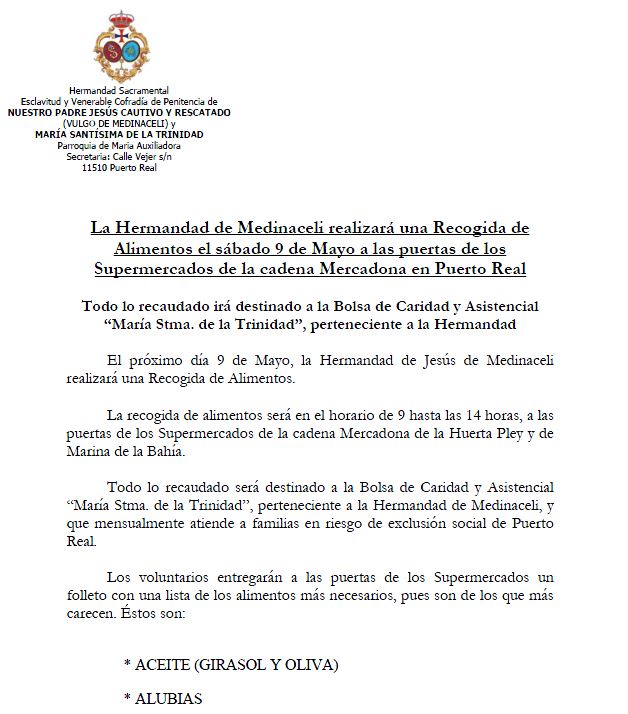 Hermandad Sacramental
Esclavitud y Venerable Cofradía de Penitencia de
NUESTRO PADRE JESÚS CAUTIVO Y RESCATADO
(VULGO DE MEDINACELI) y
MARÍA SANTÍSIMA DE LA TRINIDAD
Parroquia de Maria Auxiliadora
Secretaria: Calle Vejer s/n
11510 Puerto Real
La Hermandad de Medinaceli realizará una Recogida de
Alimentos el sábado 9 de Mayo a las puertas de los
Supermercados de la cadena Mercadona en Puerto Real
Todo lo recaudado irá destinado a la Bolsa de Caridad y Asistencial
“María Stma. de la Trinidad”, perteneciente a la Hermandad
El próximo día 9 de Mayo, la Hermandad de Jesús de Medinaceli
realizará una Recogida de Alimentos.
La recogida de alimentos será en el horario de 9 hasta las 14 horas, a las
puertas de los Supermercados de la cadena Mercadona de la Huerta Pley y de
Marina de la Bahía.
Todo lo recaudado será destinado a la Bolsa de Caridad y Asistencial
“María Stma. de la Trinidad”, perteneciente a la Hermandad de Medinaceli, y
que mensualmente atiende a familias en riesgo de exclusión social de Puerto
Real.
Los voluntarios entregarán a las puertas de los Supermercados un
folleto con una lista de los alimentos más necesarios, pues son de los que más
carecen. Éstos son:
* ACEITE (GIRASOL Y OLIVA)
* ALUBIAS